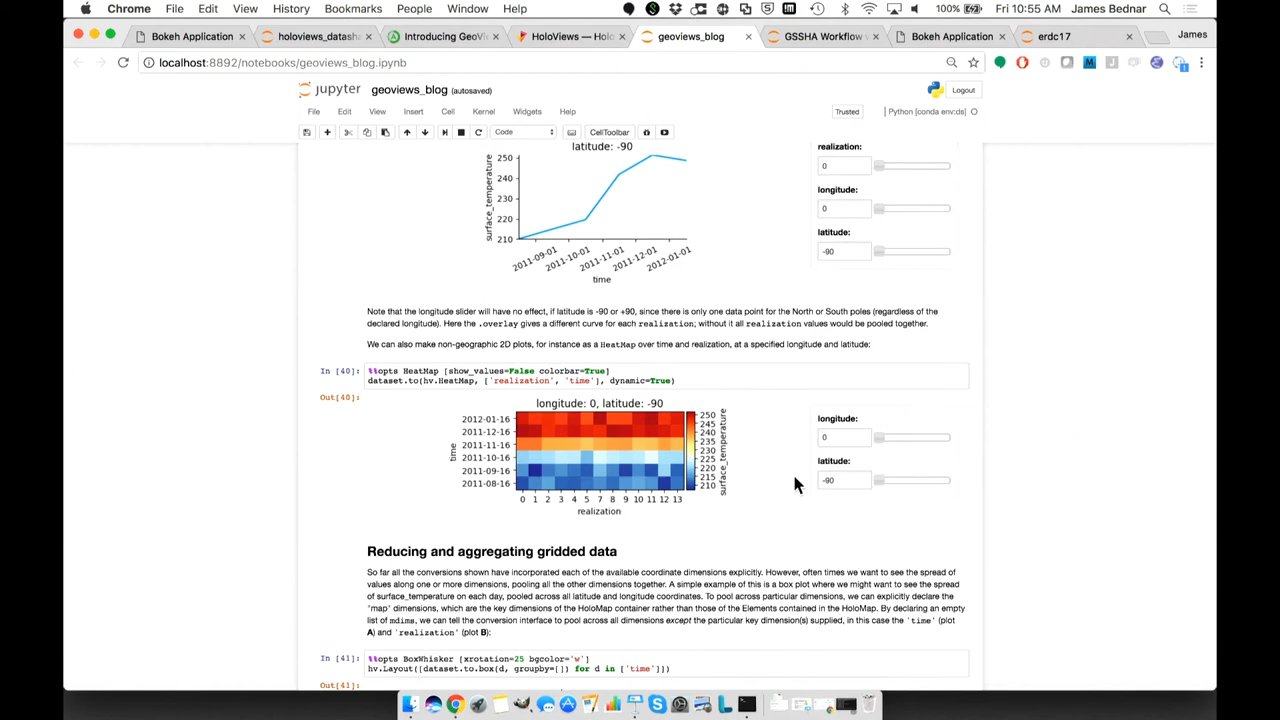 Chrome File Edit View History Bookmarks People Window Help 100% Fri 10:55 AM James Bednar
Bokeh Application holoviews_datasha Introducing GeoVi HoloViews — Holo geoviews_blog GSSHA Workflow Bokeh Application erdc17 James
localhost:8892/notebooks/geoviews_blog.ipynb
jupyter geoviews_blog (autosaved) Logout
File Edit View Insert Cell Kernel Widgets Help Trusted Python [conda env:ds]
Code CellToolbar
latitude: -90
surface_temperature
250
240
230
220
210
2011-09-01 2011-10-01 2011-11-01 2011-12-01 2012-01-01
time
realization:
0
longitude:
0
latitude:
-90
Note that the longitude slider will have no effect, if latitude is -90 or +90, since there is only one data point for the North or South poles (regardless of the
declared longitude). Here the .overlay gives a different curve for each realization; without it all realization values would be pooled together.
We can also make non-geographic 2D plots, for instance as a HeatMap over time and realization, at a specified longitude and latitude:
In [40]: %%opts HeatMap [show_values=False colorbar=True]
dataset.to(hv.HeatMap, ['realization', 'time'], dynamic=True)
Out[40]:
longitude: 0, latitude: -90
time
2012-01-16
2011-12-16
2011-11-16
2011-10-16
2011-09-16
2011-08-16
0 1 2 3 4 5 6 7 8 9 10 11 12 13
realization
250
245
240
235
230
225
220
215
210
surface_temperature
longitude:
0
latitude:
-90
Reducing and aggregating gridded data
So far all the conversions shown have incorporated each of the available coordinate dimensions explicitly. However, often times we want to see the spread of
values along one or more dimensions, pooling all the other dimensions together. A simple example of this is a box plot where we might want to see the spread
of surface_temperature on each day, pooled across all latitude and longitude coordinates. To pool across particular dimensions, we can explicitly declare the
"map" dimensions, which are the key dimensions of the HoloMap container rather than those of the Elements contained in the HoloMap. By declaring an empty
list of mdims, we can tell the conversion interface to pool across all dimensions except the particular key dimension(s) supplied, in this case the 'time' (plot
A) and 'realization' (plot B):
In [41]: %%opts BoxWhisker [xrotation=25 bgcolor='w']
hv.Layout([dataset.to.box(d, groupby=[]) for d in ['time']])
Out[41]: